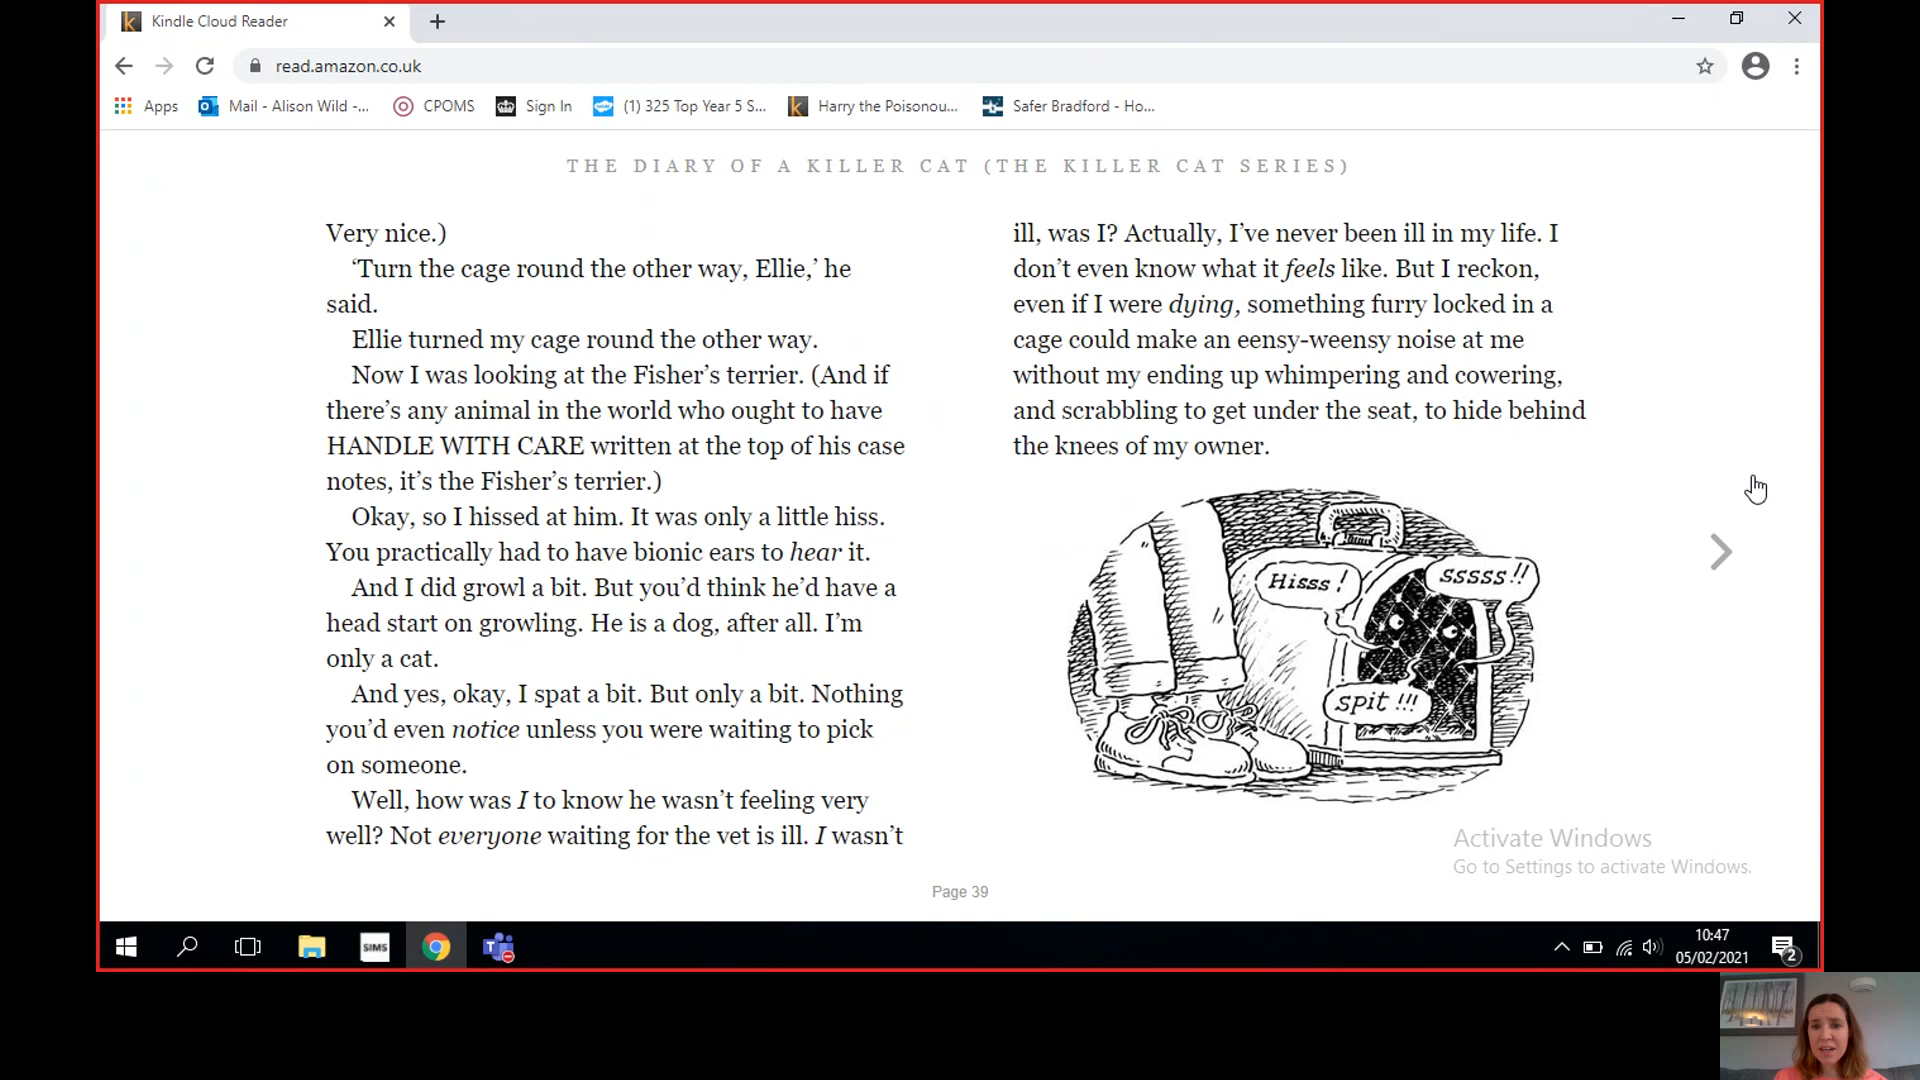 Kindle Cloud Reader
read.amazon.co.uk
Apps
Mail - Alison Wild -...
CPOMS
Sign In
(1) 325 Top Year 5 S...
Harry the Poisonou...
Safer Bradford - Ho...
THE DIARY OF A KILLER CAT (THE KILLER CAT SERIES)
Very nice.)
‘Turn the cage round the other way, Ellie,’ he
said.
Ellie turned my cage round the other way.
Now I was looking at the Fisher’s terrier. (And if
there’s any animal in the world who ought to have
HANDLE WITH CARE written at the top of his case
notes, it’s the Fisher’s terrier.)
Okay, so I hissed at him. It was only a little hiss.
You practically had to have bionic ears to hear it.
And I did growl a bit. But you’d think he’d have a
head start on growling. He is a dog, after all. I’m
only a cat.
And yes, okay, I spat a bit. But only a bit. Nothing
you’d even notice unless you were waiting to pick
on someone.
Well, how was I to know he wasn’t feeling very
well? Not everyone waiting for the vet is ill. I wasn’t
ill, was I? Actually, I’ve never been ill in my life. I
don’t even know what it feels like. But I reckon,
even if I were dying, something furry locked in a
cage could make an eensy-weensy noise at me
without my ending up whimpering and cowering,
and scrabbling to get under the seat, to hide behind
the knees of my owner.
Hisss!
sssss!!
spit!!!
Activate Windows
Go to Settings to activate Windows.
Page 39
SIMS
10:47
05/02/2021
2